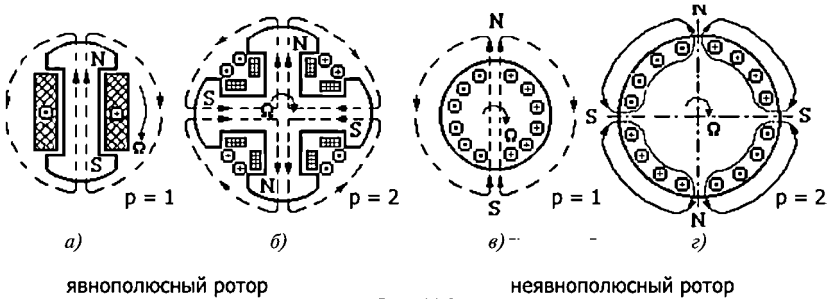 N
S
Ω
p = 1
а)
N
S
Ω
S
N
p = 2
б)
N
Ω
S
p = 1
в)
N
S
Ω
S
N
p = 2
г)
явнополюсный ротор
неявнополюсный ротор